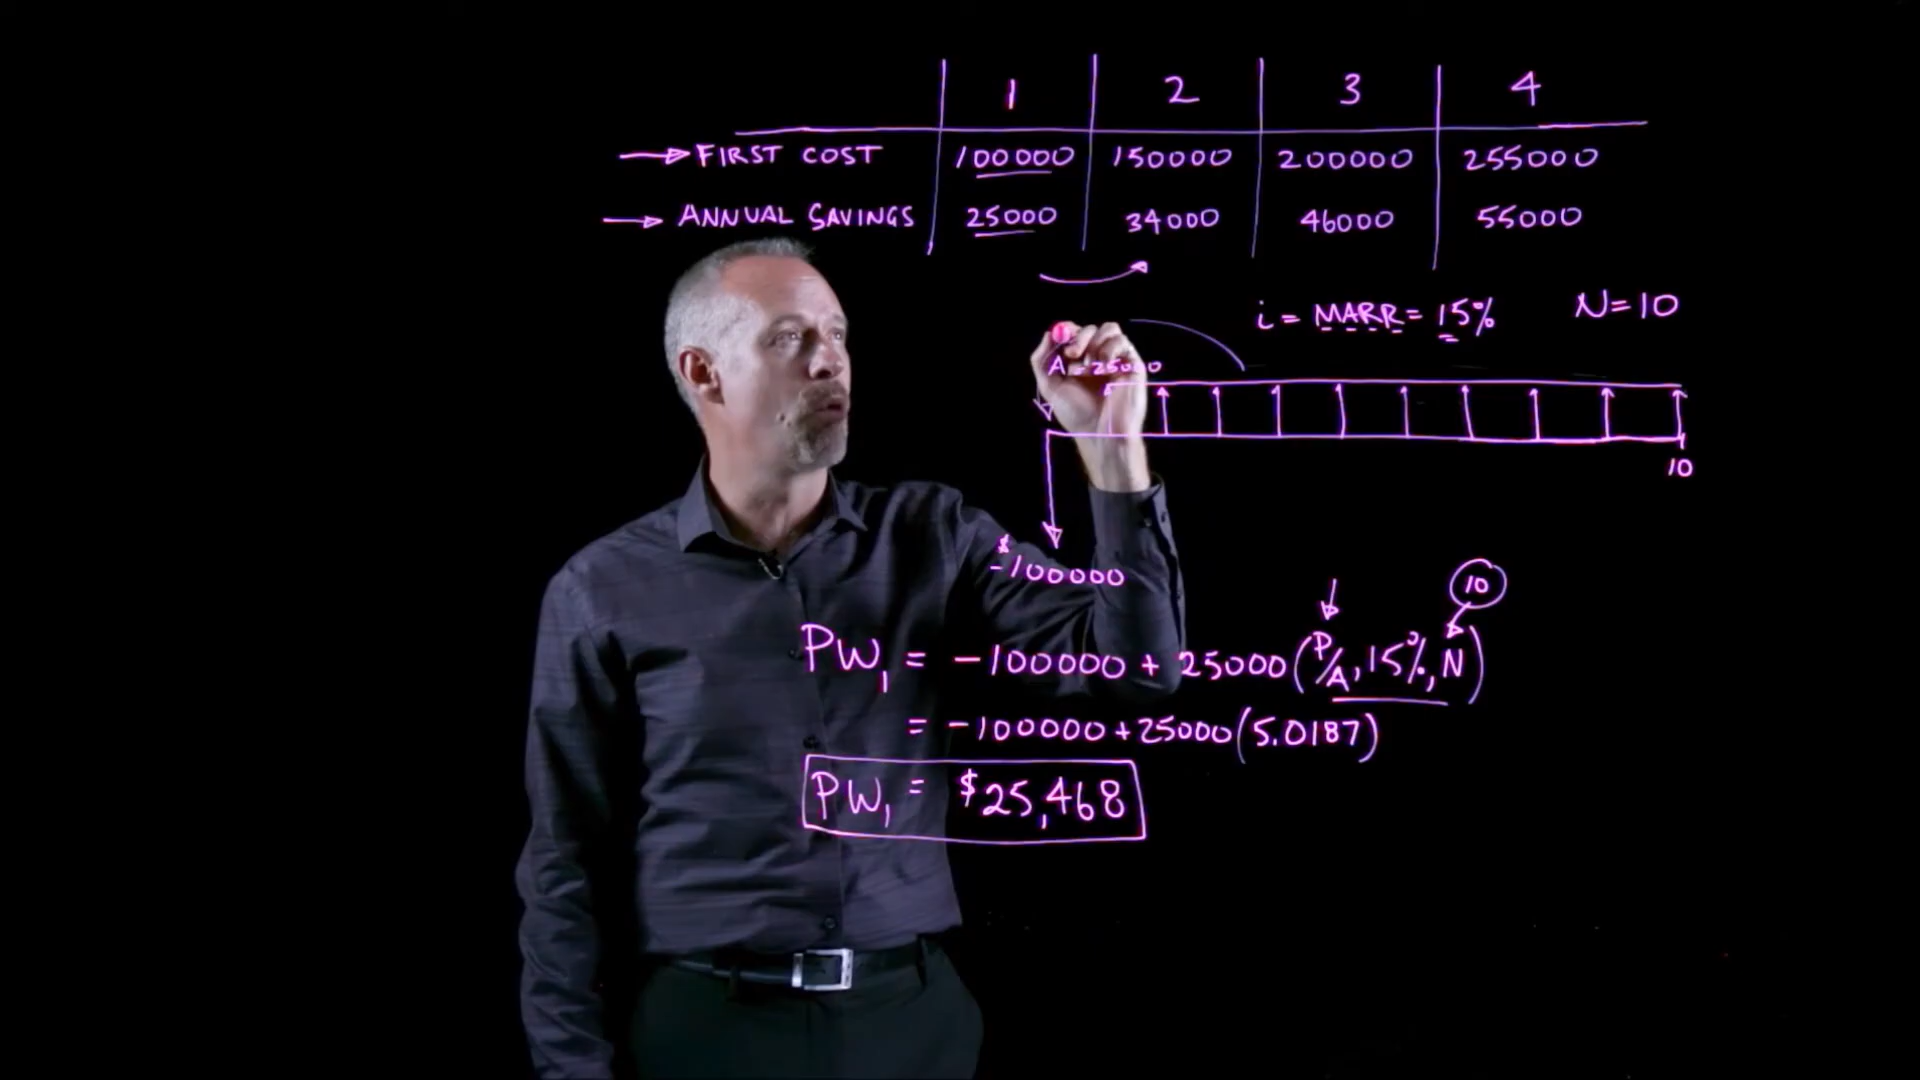 1 2 3 4
FIRST COST 100000 150000 200000 255000
ANNUAL SAVINGS 25000 34000 46000 55000
i = MARR = 15% N=10
A = 25000
10
-100000
10
PW1 = -100000 + 25000(P/A, 15%, N)
= -100000+25000(5.0187)
PW1 = $25,468